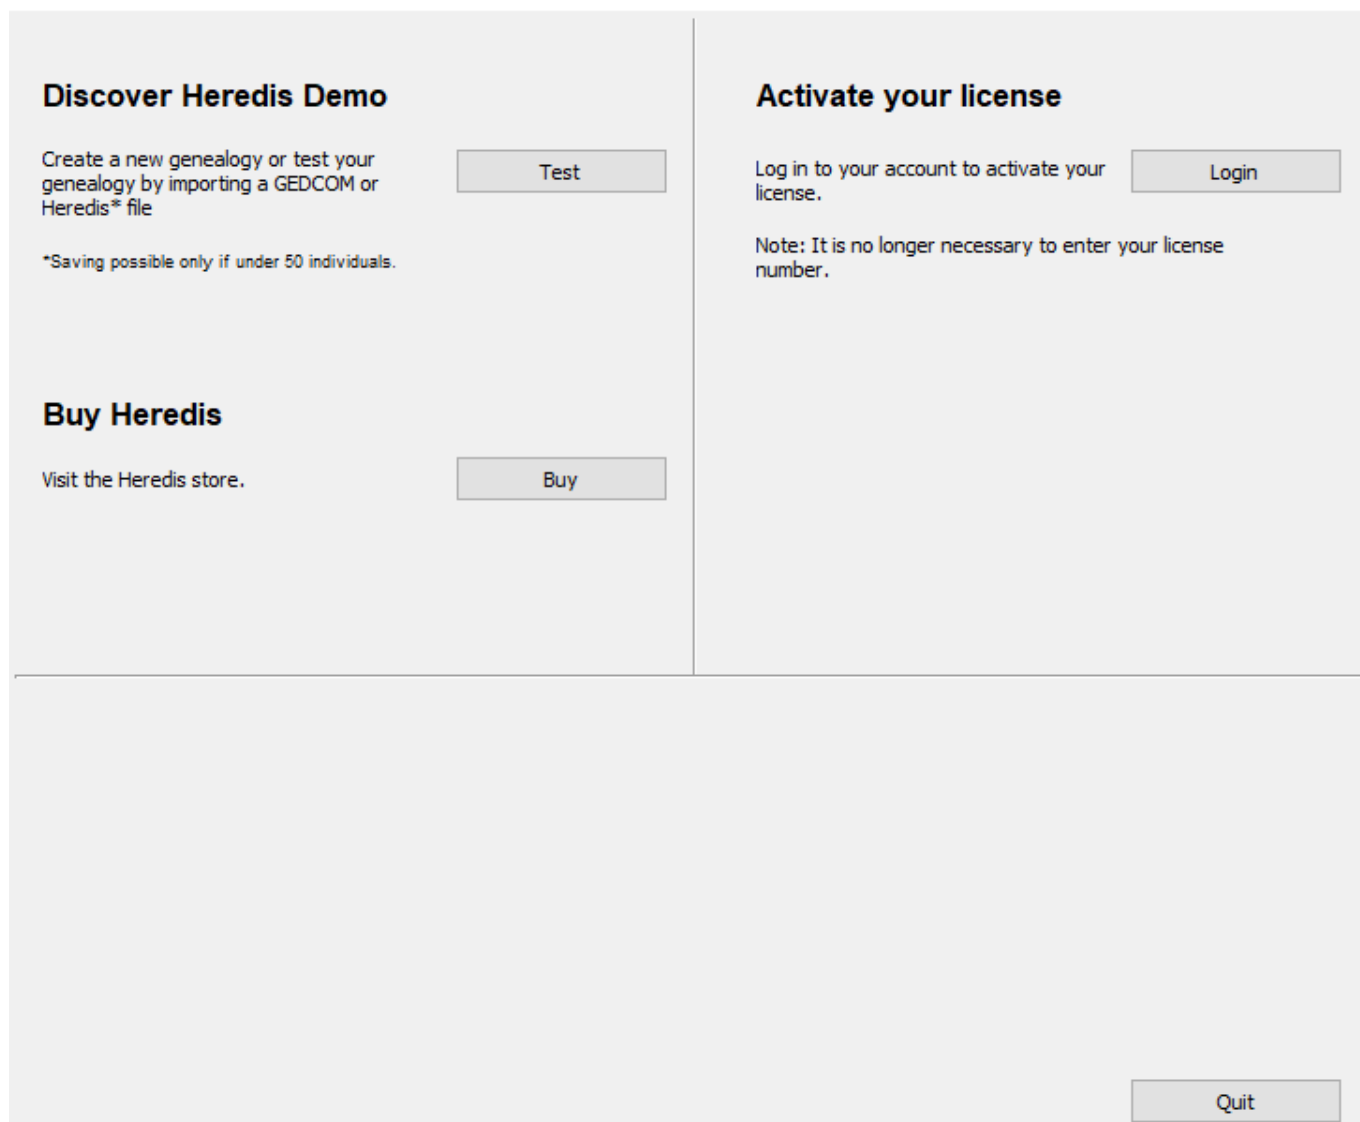 Discover Heredis Demo
Create a new genealogy or test your
genealogy by importing a GEDCOM or
Heredis* file
Test
*Saving possible only if under 50 individuals.
Buy Heredis
Visit the Heredis store.
Buy
Activate your license
Log in to your account to activate your
license.
Login
Note: It is no longer necessary to enter your license
number.
Quit